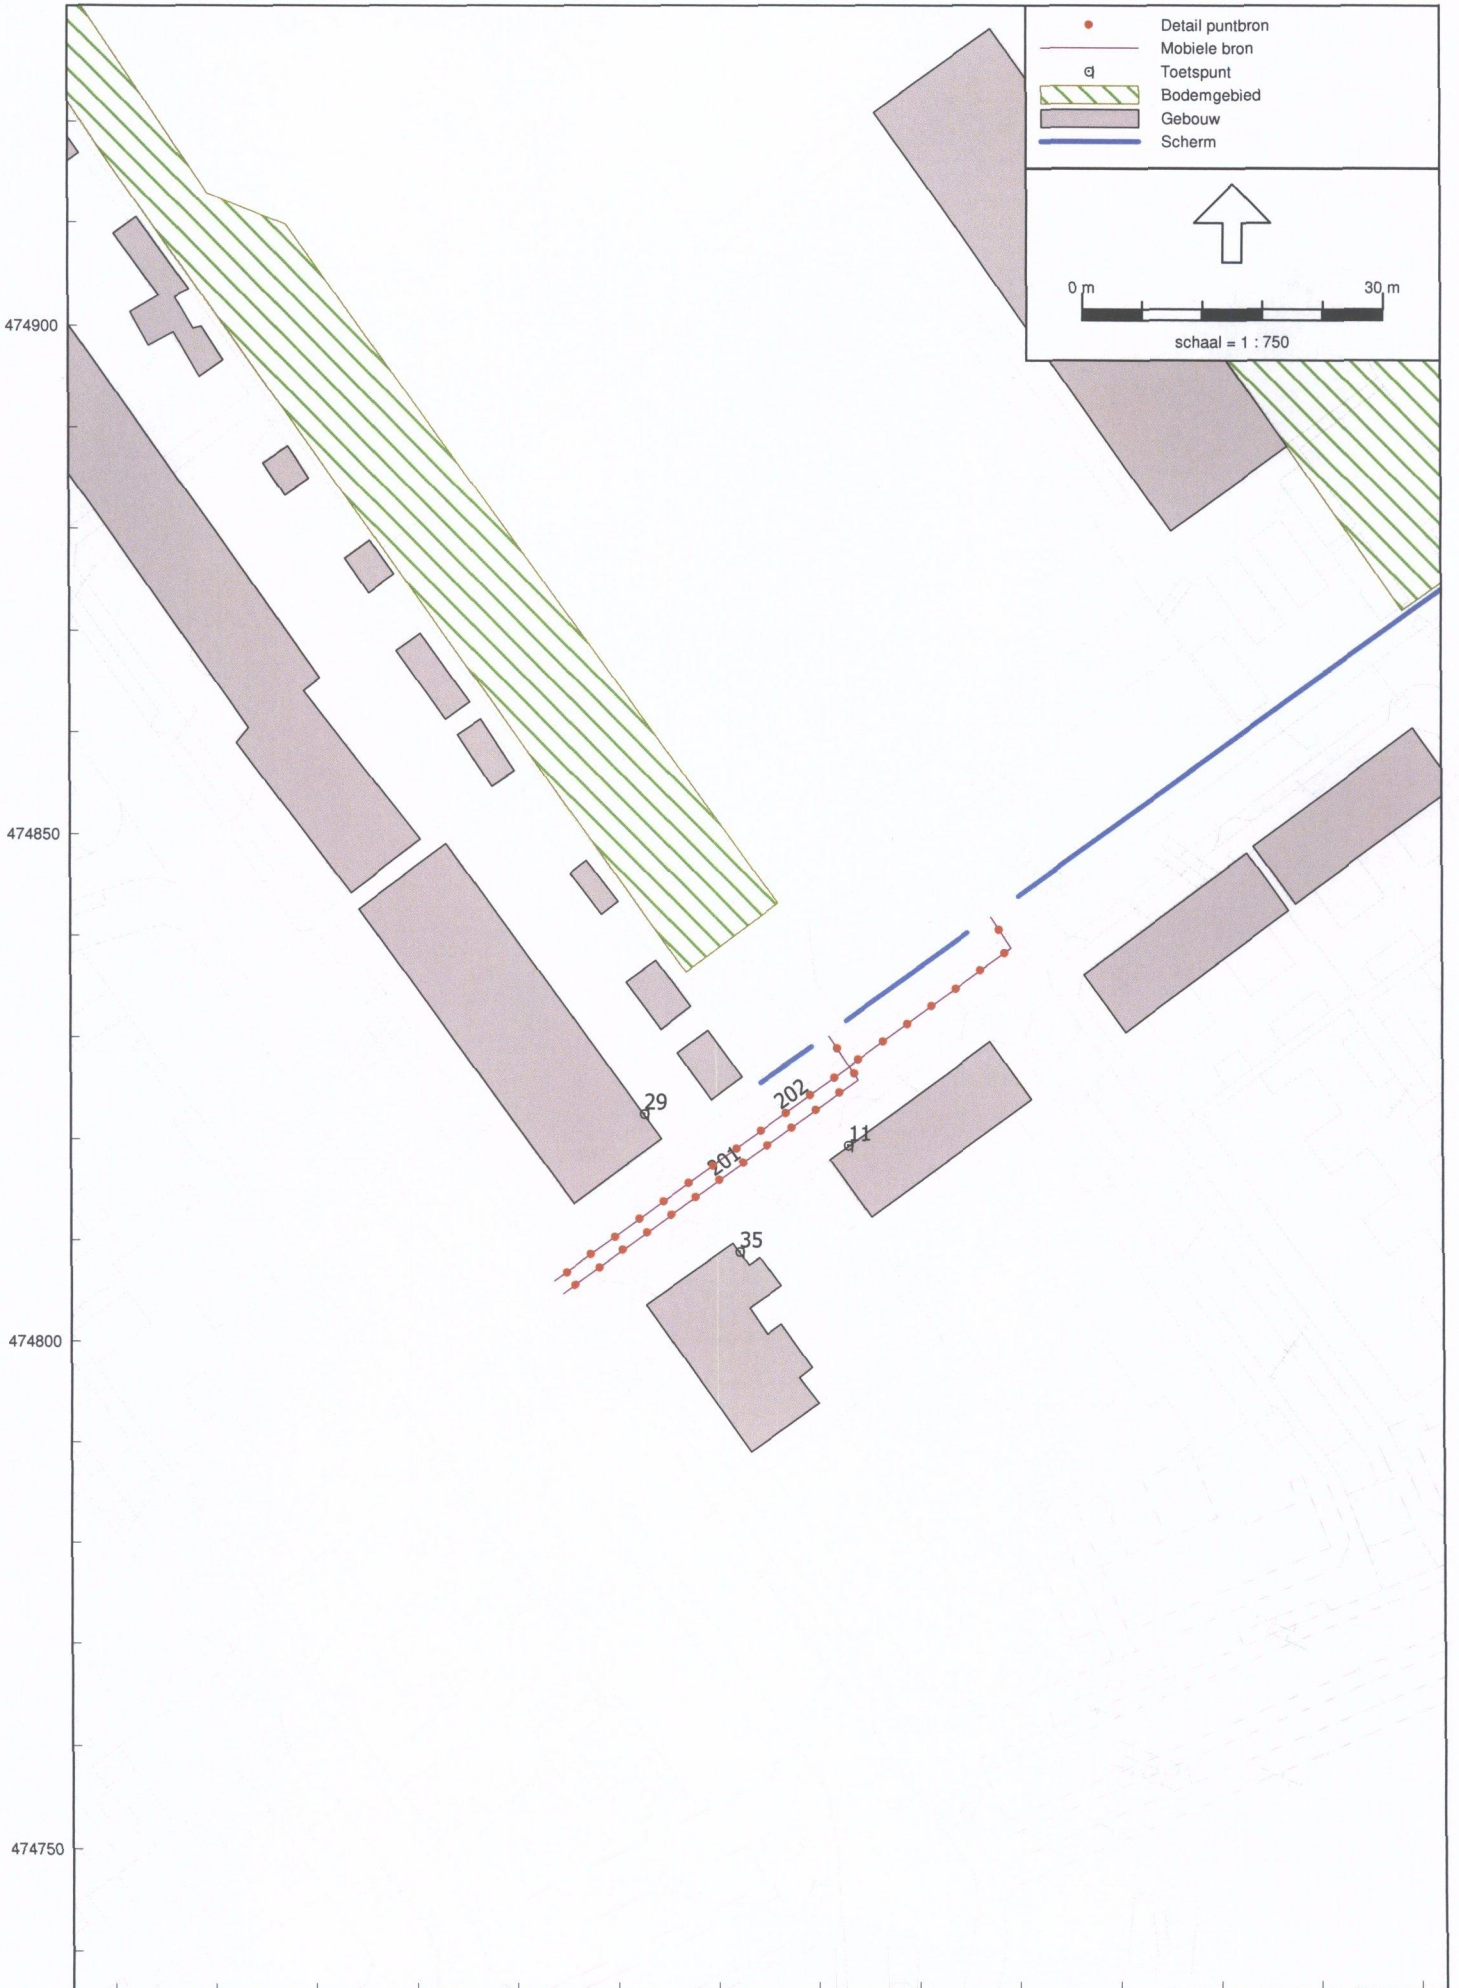 Detail puntbron
Mobiele bron
Toetspunt
Bodemgebied
Gebouw
Scherm
0 m 30 m
schaal = 1 : 750
474900
474850
29
202
11
201
35
474800
474750